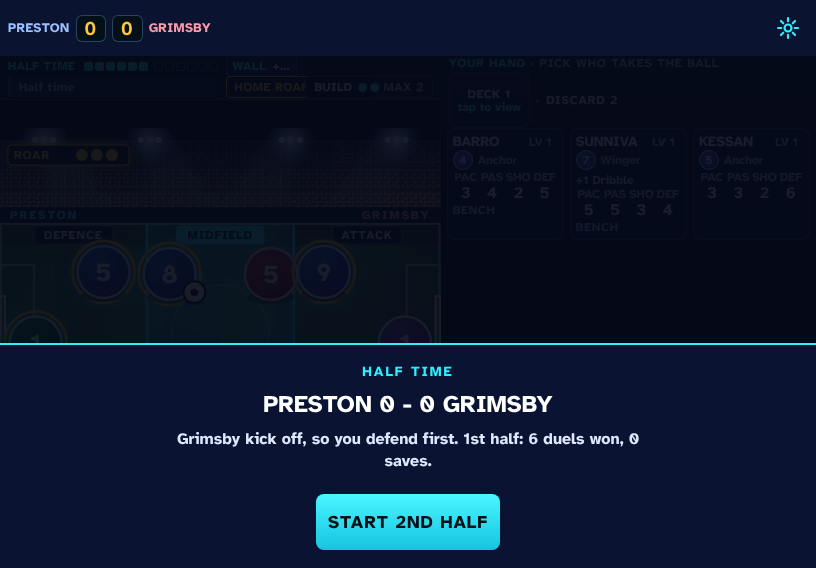 PRESTON 0 0 GRIMSBY
HALF TIME
WALL +...
Half time
HOME ROAR
BUILD MAX 2
ROAR
PRESTON GRIMSBY
DEFENCE MIDFIELD ATTACK
5 8 5 9
1 1
YOUR HAND · PICK WHO TAKES THE BALL
DECK 1
tap to view
· DISCARD 2
BARRO LV 1
4 Anchor
PAC PAS SHO DEF
3 4 2 5
BENCH
SUNNIVA LV 1
7 Winger
+1 Dribble
PAC PAS SHO DEF
5 5 3 4
BENCH
KESSAN LV 1
5 Anchor
PAC PAS SHO DEF
3 3 2 6
HALF TIME
PRESTON 0 - 0 GRIMSBY
Grimsby kick off, so you defend first. 1st half: 6 duels won, 0
saves.
START 2ND HALF